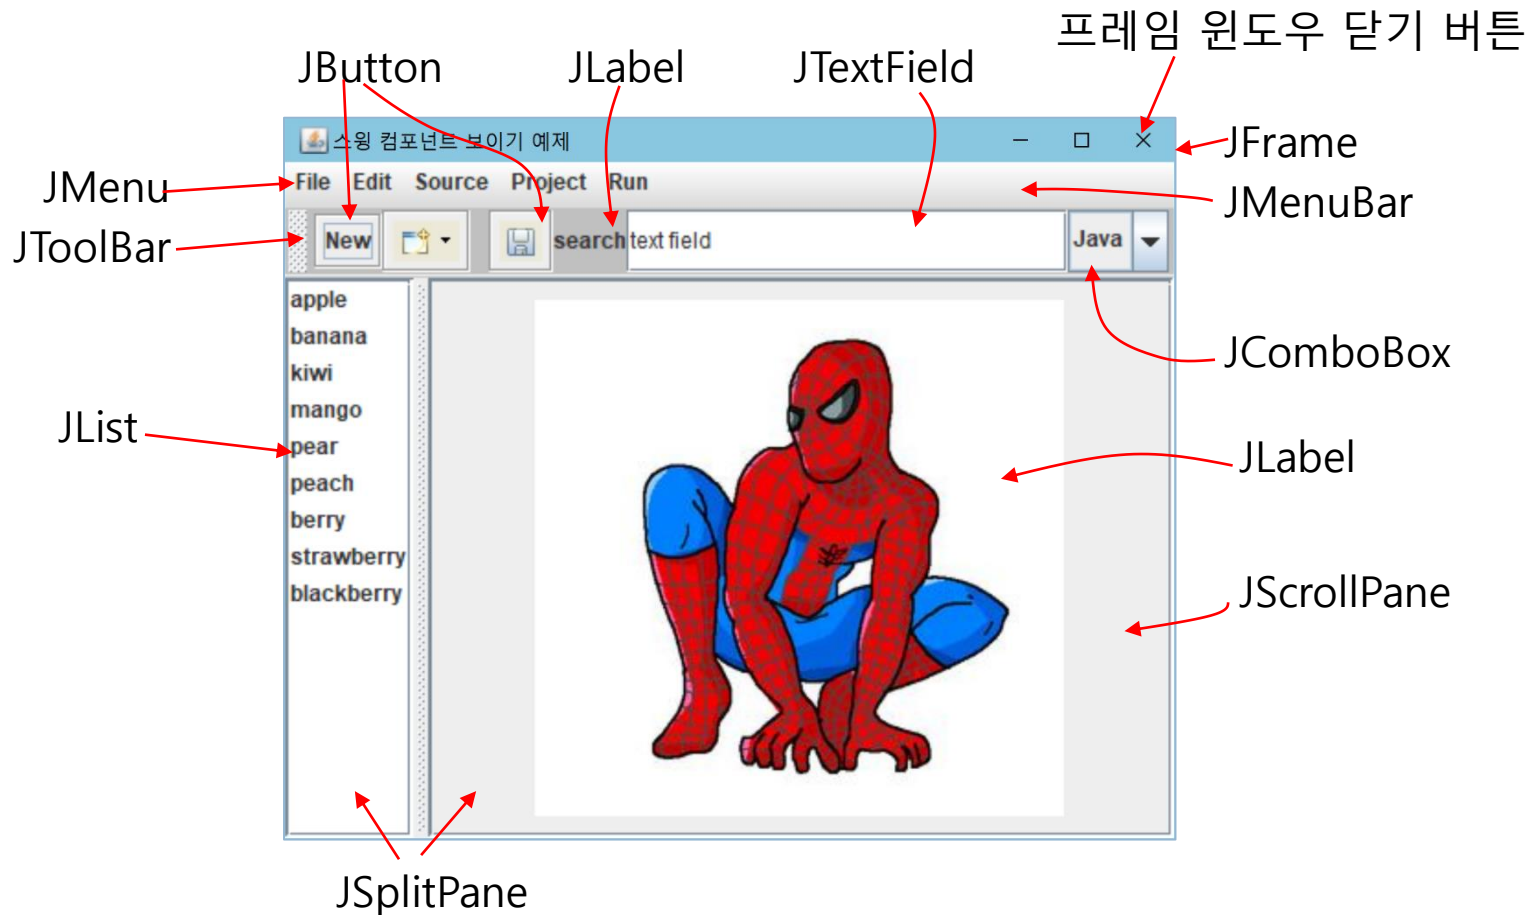 프레임 윈도우 닫기 버튼
JButton
JLabel
JTextField
스윙 컴포넌트 보이기 예제
JFrame
JMenu
File Edit Source Project Run
JMenuBar
JToolBar
New
search
text field
Java
apple
banana
kiwi
mango
pear
peach
berry
strawberry
blackberry
JComboBox
JList
JLabel
JScrollPane
JSplitPane